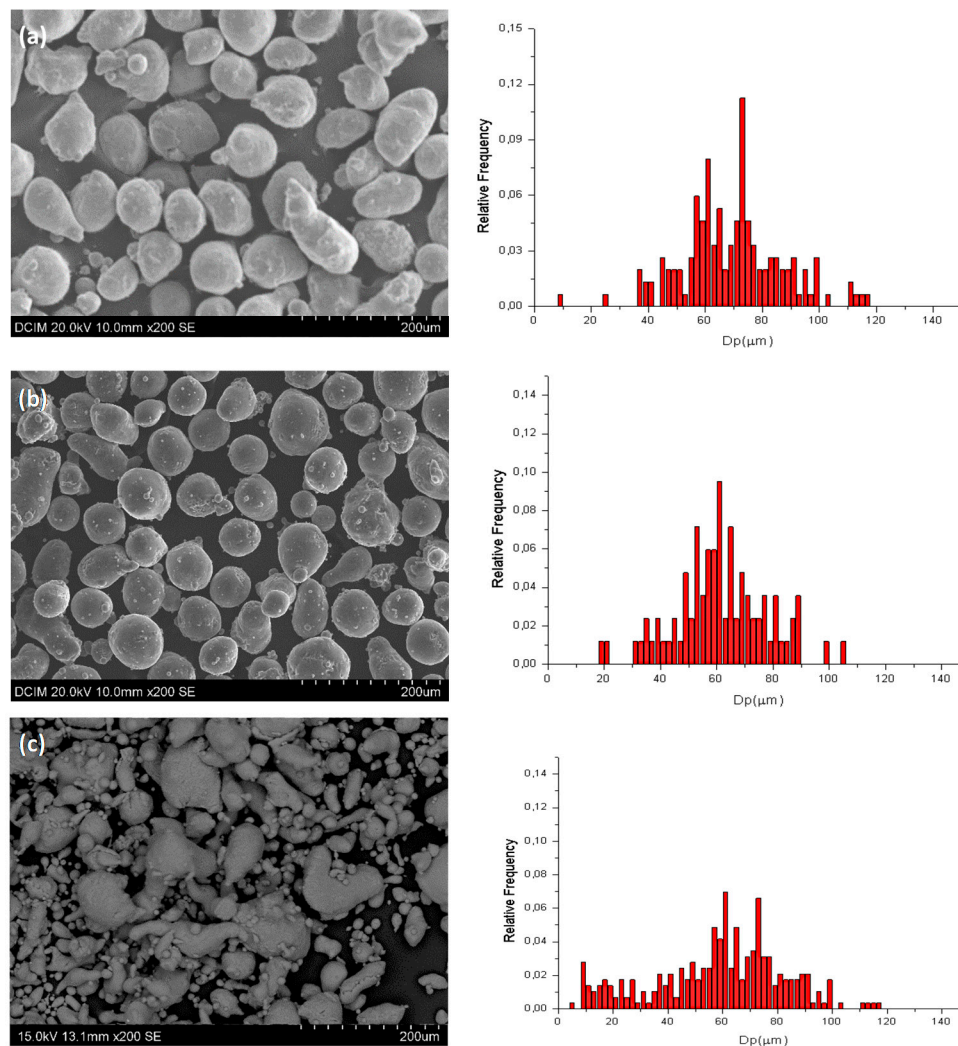 (a)
DCIM 20.0kV 10.0mm x200 SE
200um
Relative Frequency
0,15
0,12
0,09
0,06
0,03
0,00
0 20 40 60 80 100 120 140
Dp(μm)
(b)
DCIM 20.0kV 10.0mm x200 SE
200um
Relative Frequency
0,14
0,12
0,10
0,08
0,06
0,04
0,02
0,00
0 20 40 60 80 100 120 140
Dp(μm)
(c)
15.0kV 13.1mm x200 SE
200um
Relative Frequency
0,14
0,12
0,10
0,08
0,06
0,04
0,02
0,00
0 20 40 60 80 100 120 140
Dp(μm)